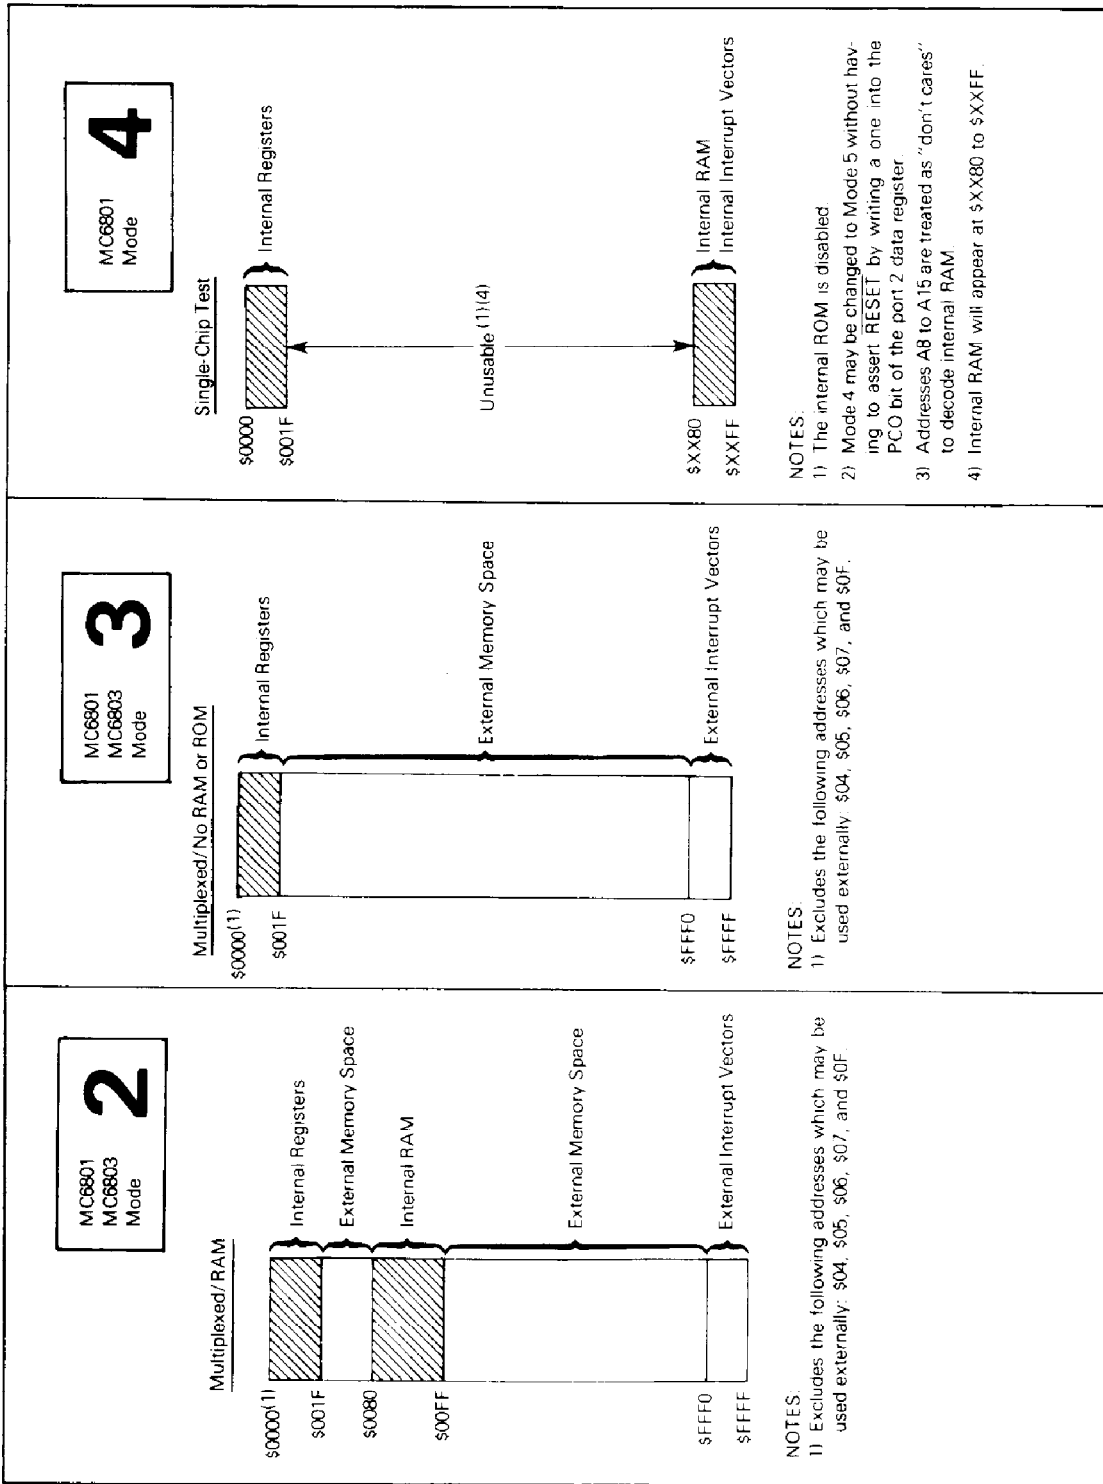 MC6801
MC6803
Mode
2
Multiplexed/RAM
$0000(1)
$001F
$0080
$00FF
$FFF0
$FFFF
Internal Registers
External Memory Space
Internal RAM
External Memory Space
External Interrupt Vectors
NOTES:
1) Excludes the following addresses which may be
used externally: $04, $05, $06, $07, and $0F.
MC6801
MC6803
Mode
3
Multiplexed/No RAM or ROM
$0000(1)
$001F
$FFF0
$FFFF
Internal Registers
External Memory Space
External Interrupt Vectors
NOTES:
1) Excludes the following addresses which may be
used externally: $04, $05, $06, $07, and $0F.
MC6801
Mode
4
Single-Chip Test
$0000
$001F
$XX80
$XXFF
Internal Registers
Unusable (1)(4)
Internal RAM
Internal Interrupt Vectors
NOTES:
1) The internal ROM is disabled.
2) Mode 4 may be changed to Mode 5 without hav-
ing to assert RESET by writing a one into the
PCO bit of the port 2 data register.
3) Addresses A8 to A15 are treated as "don't cares"
to decode internal RAM.
4) Internal RAM will appear at $XX80 to $XXFF.